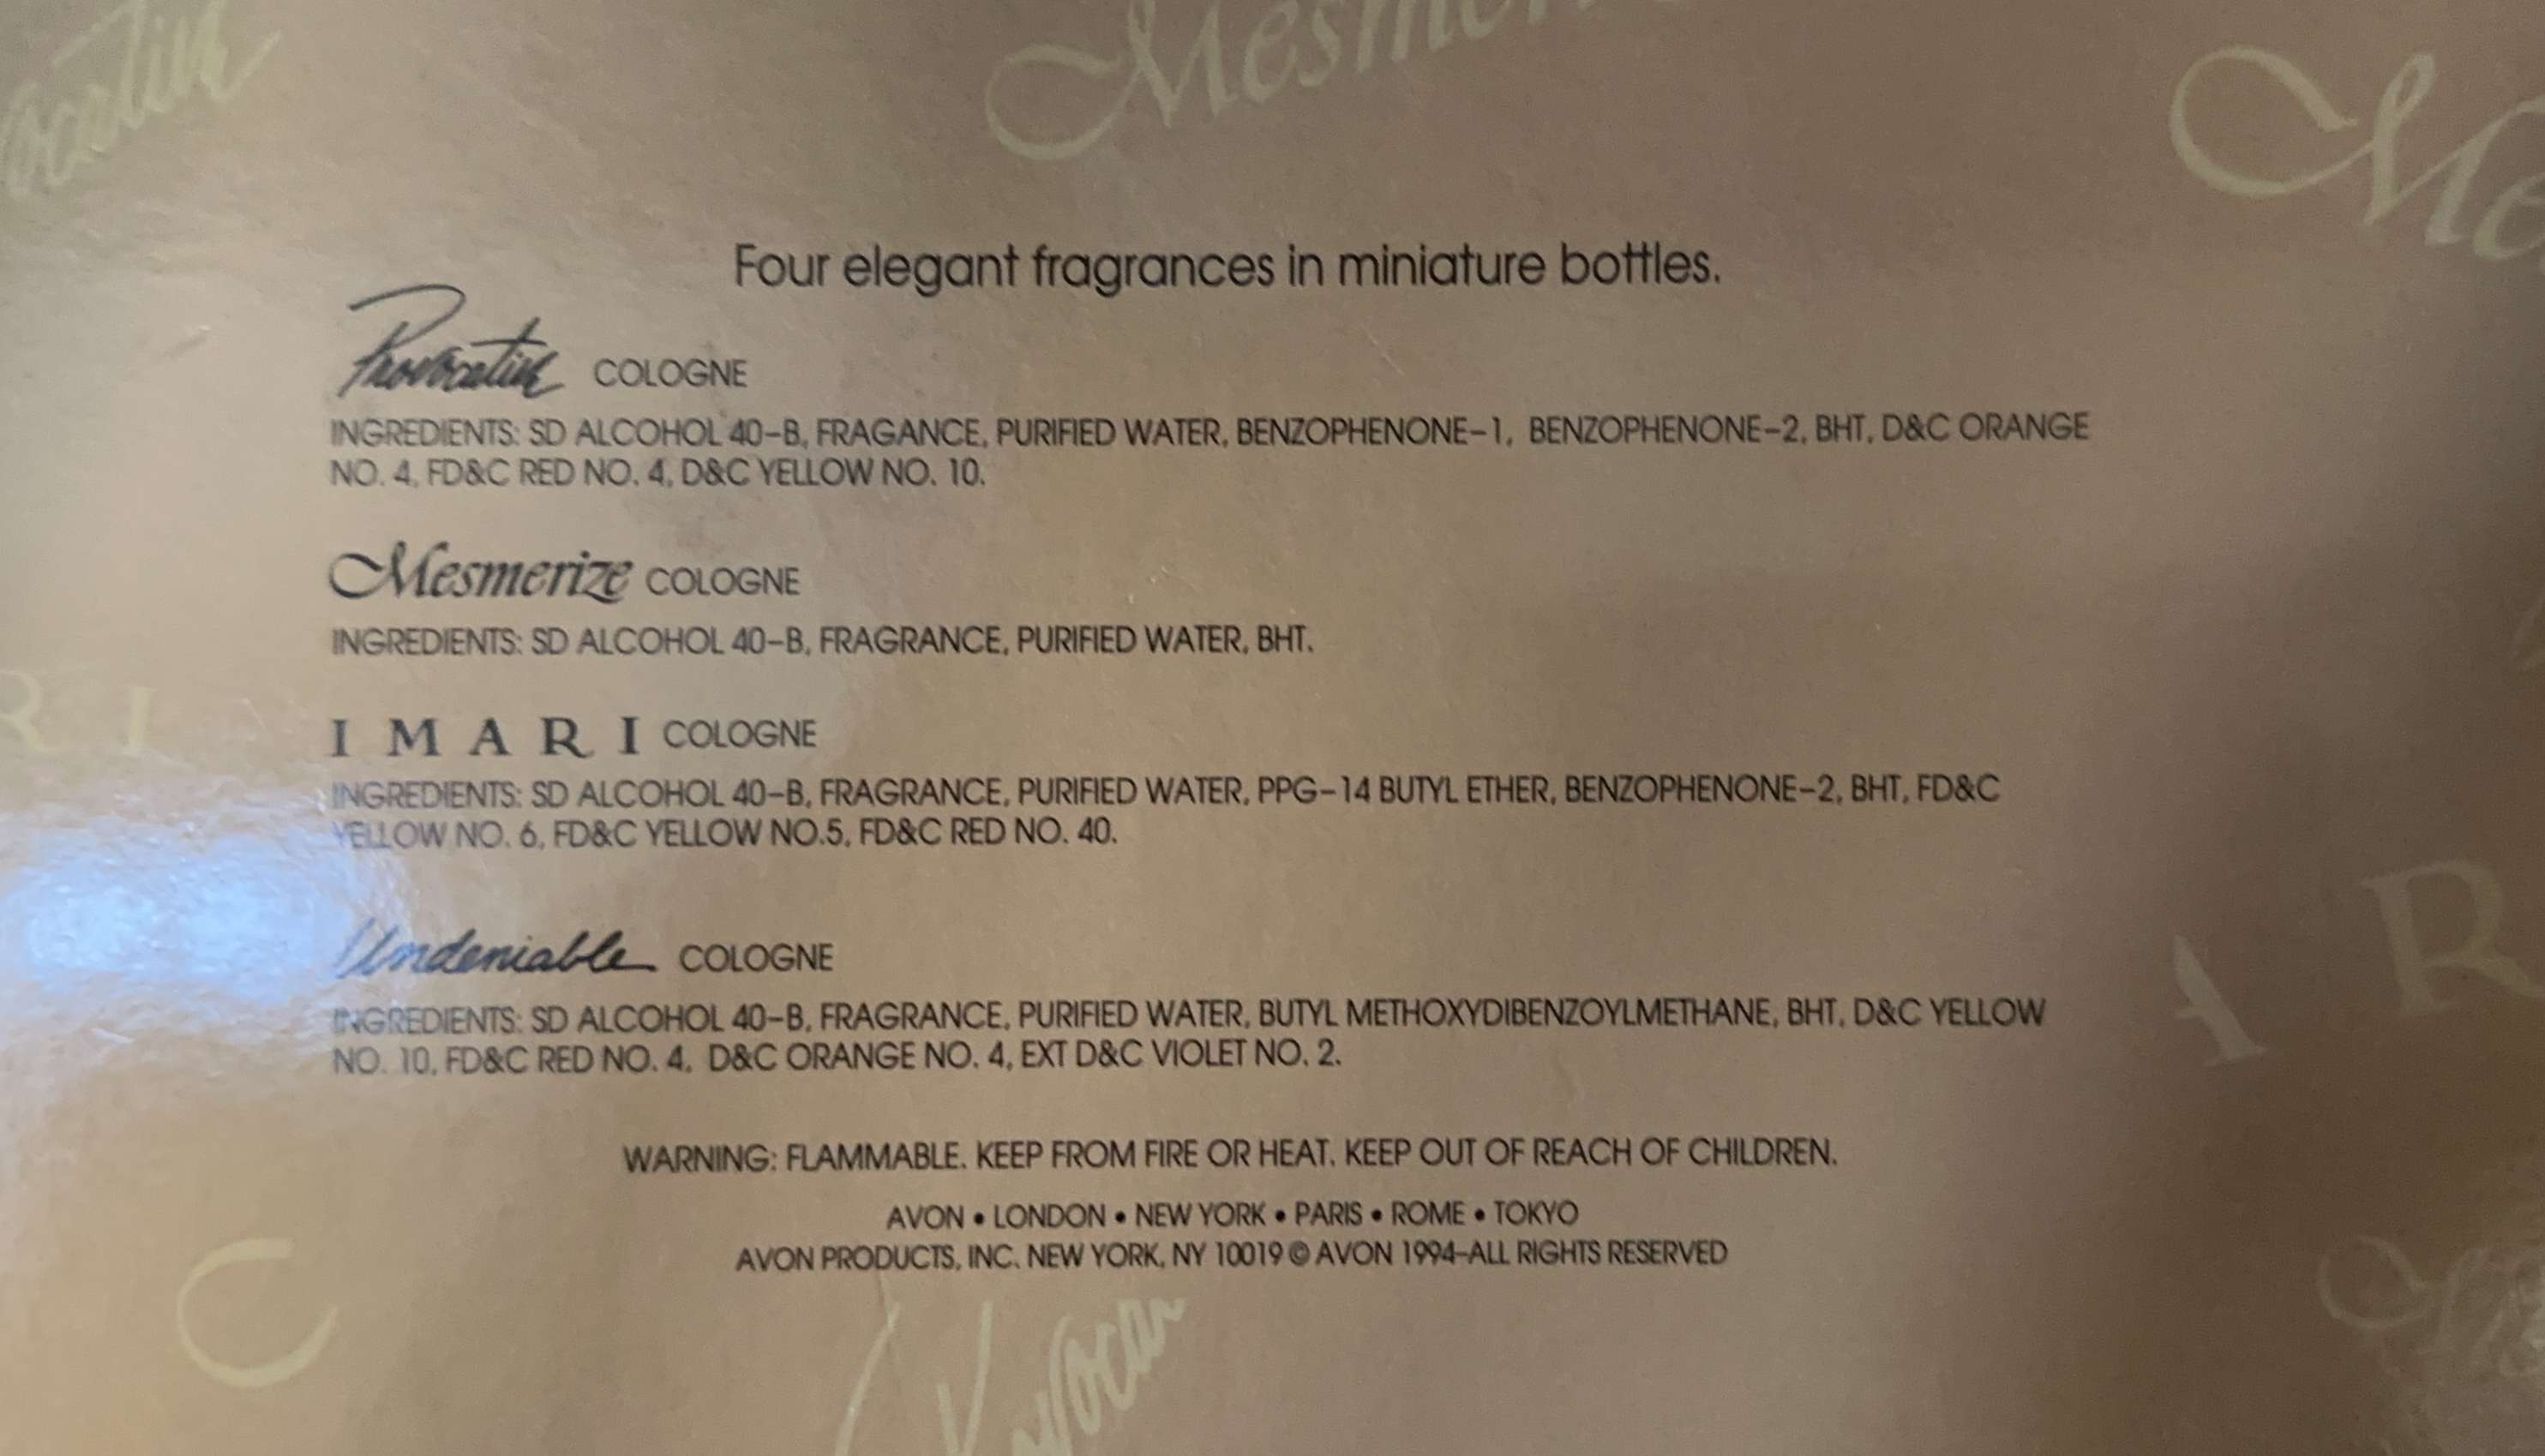 Mesmeri
Me
Four elegant fragrances in miniature bottles.
Provocative COLOGNE
INGREDIENTS: SD ALCOHOL 40-B, FRAGANCE, PURIFIED WATER, BENZOPHENONE-1, BENZOPHENONE-2, BHT, D&C ORANGE
NO. 4, FD&C RED NO. 4, D&C YELLOW NO. 10.
Mesmerize COLOGNE
INGREDIENTS: SD ALCOHOL 40-B, FRAGRANCE, PURIFIED WATER, BHT.
R I
IMARI COLOGNE
INGREDIENTS: SD ALCOHOL 40-B, FRAGRANCE, PURIFIED WATER, PPG-14 BUTYL ETHER, BENZOPHENONE-2, BHT, FD&C
YELLOW NO. 6, FD&C YELLOW NO.5, FD&C RED NO. 40.
A R
Undeniable COLOGNE
INGREDIENTS: SD ALCOHOL 40-B, FRAGRANCE, PURIFIED WATER, BUTYL METHOXYDIBENZOYLMETHANE, BHT, D&C YELLOW
NO. 10, FD&C RED NO. 4, D&C ORANGE NO. 4, EXT D&C VIOLET NO. 2.
WARNING: FLAMMABLE. KEEP FROM FIRE OR HEAT. KEEP OUT OF REACH OF CHILDREN.
AVON • LONDON • NEW YORK • PARIS • ROME • TOKYO
AVON PRODUCTS, INC. NEW YORK, NY 10019 © AVON 1994-ALL RIGHTS RESERVED